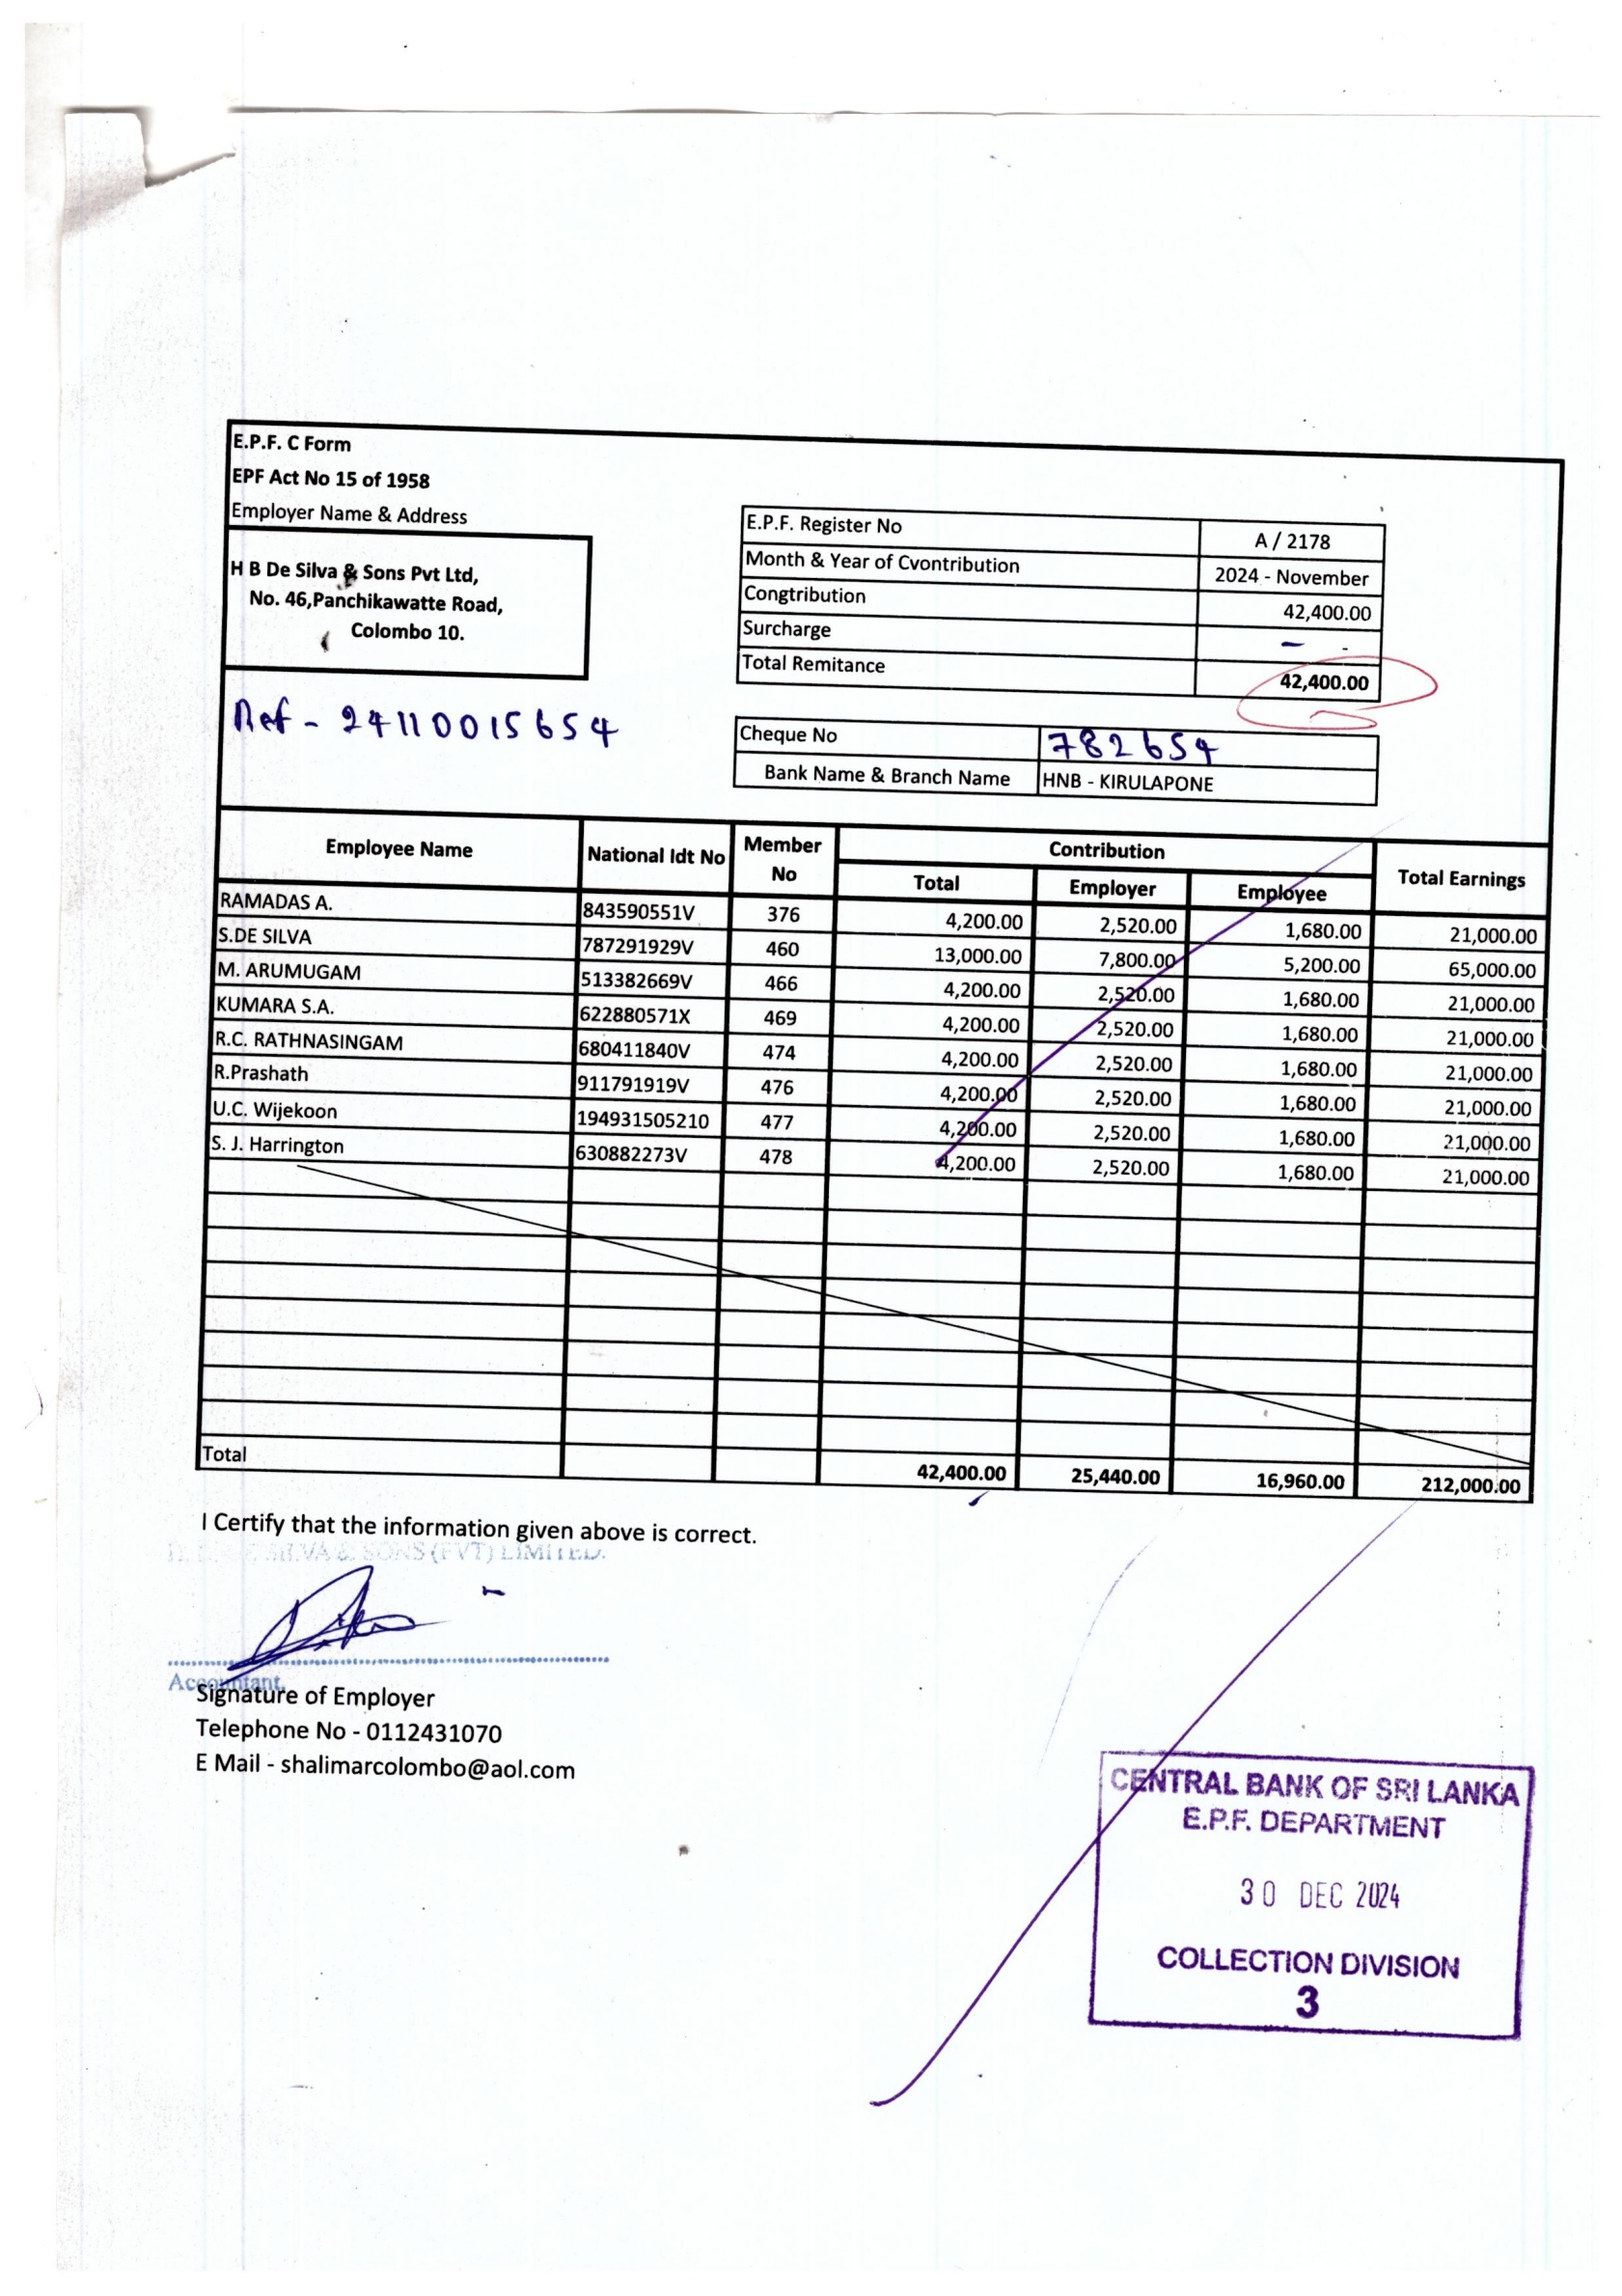 E.P.F. C Form
EPF Act No 15 of 1958
Employer Name & Address
H B De Silva & Sons Pvt Ltd,
No. 46,Panchikawatte Road,
Colombo 10.
E.P.F. Register No A / 2178
Month & Year of Cvontribution 2024 - November
Congtribution 42,400.00
Surcharge - -
Total Remitance 42,400.00
Ref - 24110015654
Cheque No 782654
Bank Name & Branch Name HNB - KIRULAPONE
Employee Name National Idt No Member No Contribution Total Earnings
Total Employer Employee
RAMADAS A. 843590551V 376 4,200.00 2,520.00 1,680.00 21,000.00
S.DE SILVA 787291929V 460 13,000.00 7,800.00 5,200.00 65,000.00
M. ARUMUGAM 513382669V 466 4,200.00 2,520.00 1,680.00 21,000.00
KUMARA S.A. 622880571X 469 4,200.00 2,520.00 1,680.00 21,000.00
R.C. RATHNASINGAM 680411840V 474 4,200.00 2,520.00 1,680.00 21,000.00
R.Prashath 911791919V 476 4,200.00 2,520.00 1,680.00 21,000.00
U.C. Wijekoon 194931505210 477 4,200.00 2,520.00 1,680.00 21,000.00
S. J. Harrington 630882273V 478 4,200.00 2,520.00 1,680.00 21,000.00
Total 42,400.00 25,440.00 16,960.00 212,000.00
I Certify that the information given above is correct.
SILVA & SONS (PVT) LIMITED.
Accountant.
Signature of Employer
Telephone No - 0112431070
E Mail - shalimarcolombo@aol.com
CENTRAL BANK OF SRI LANKA
E.P.F. DEPARTMENT
30 DEC 2024
COLLECTION DIVISION
3